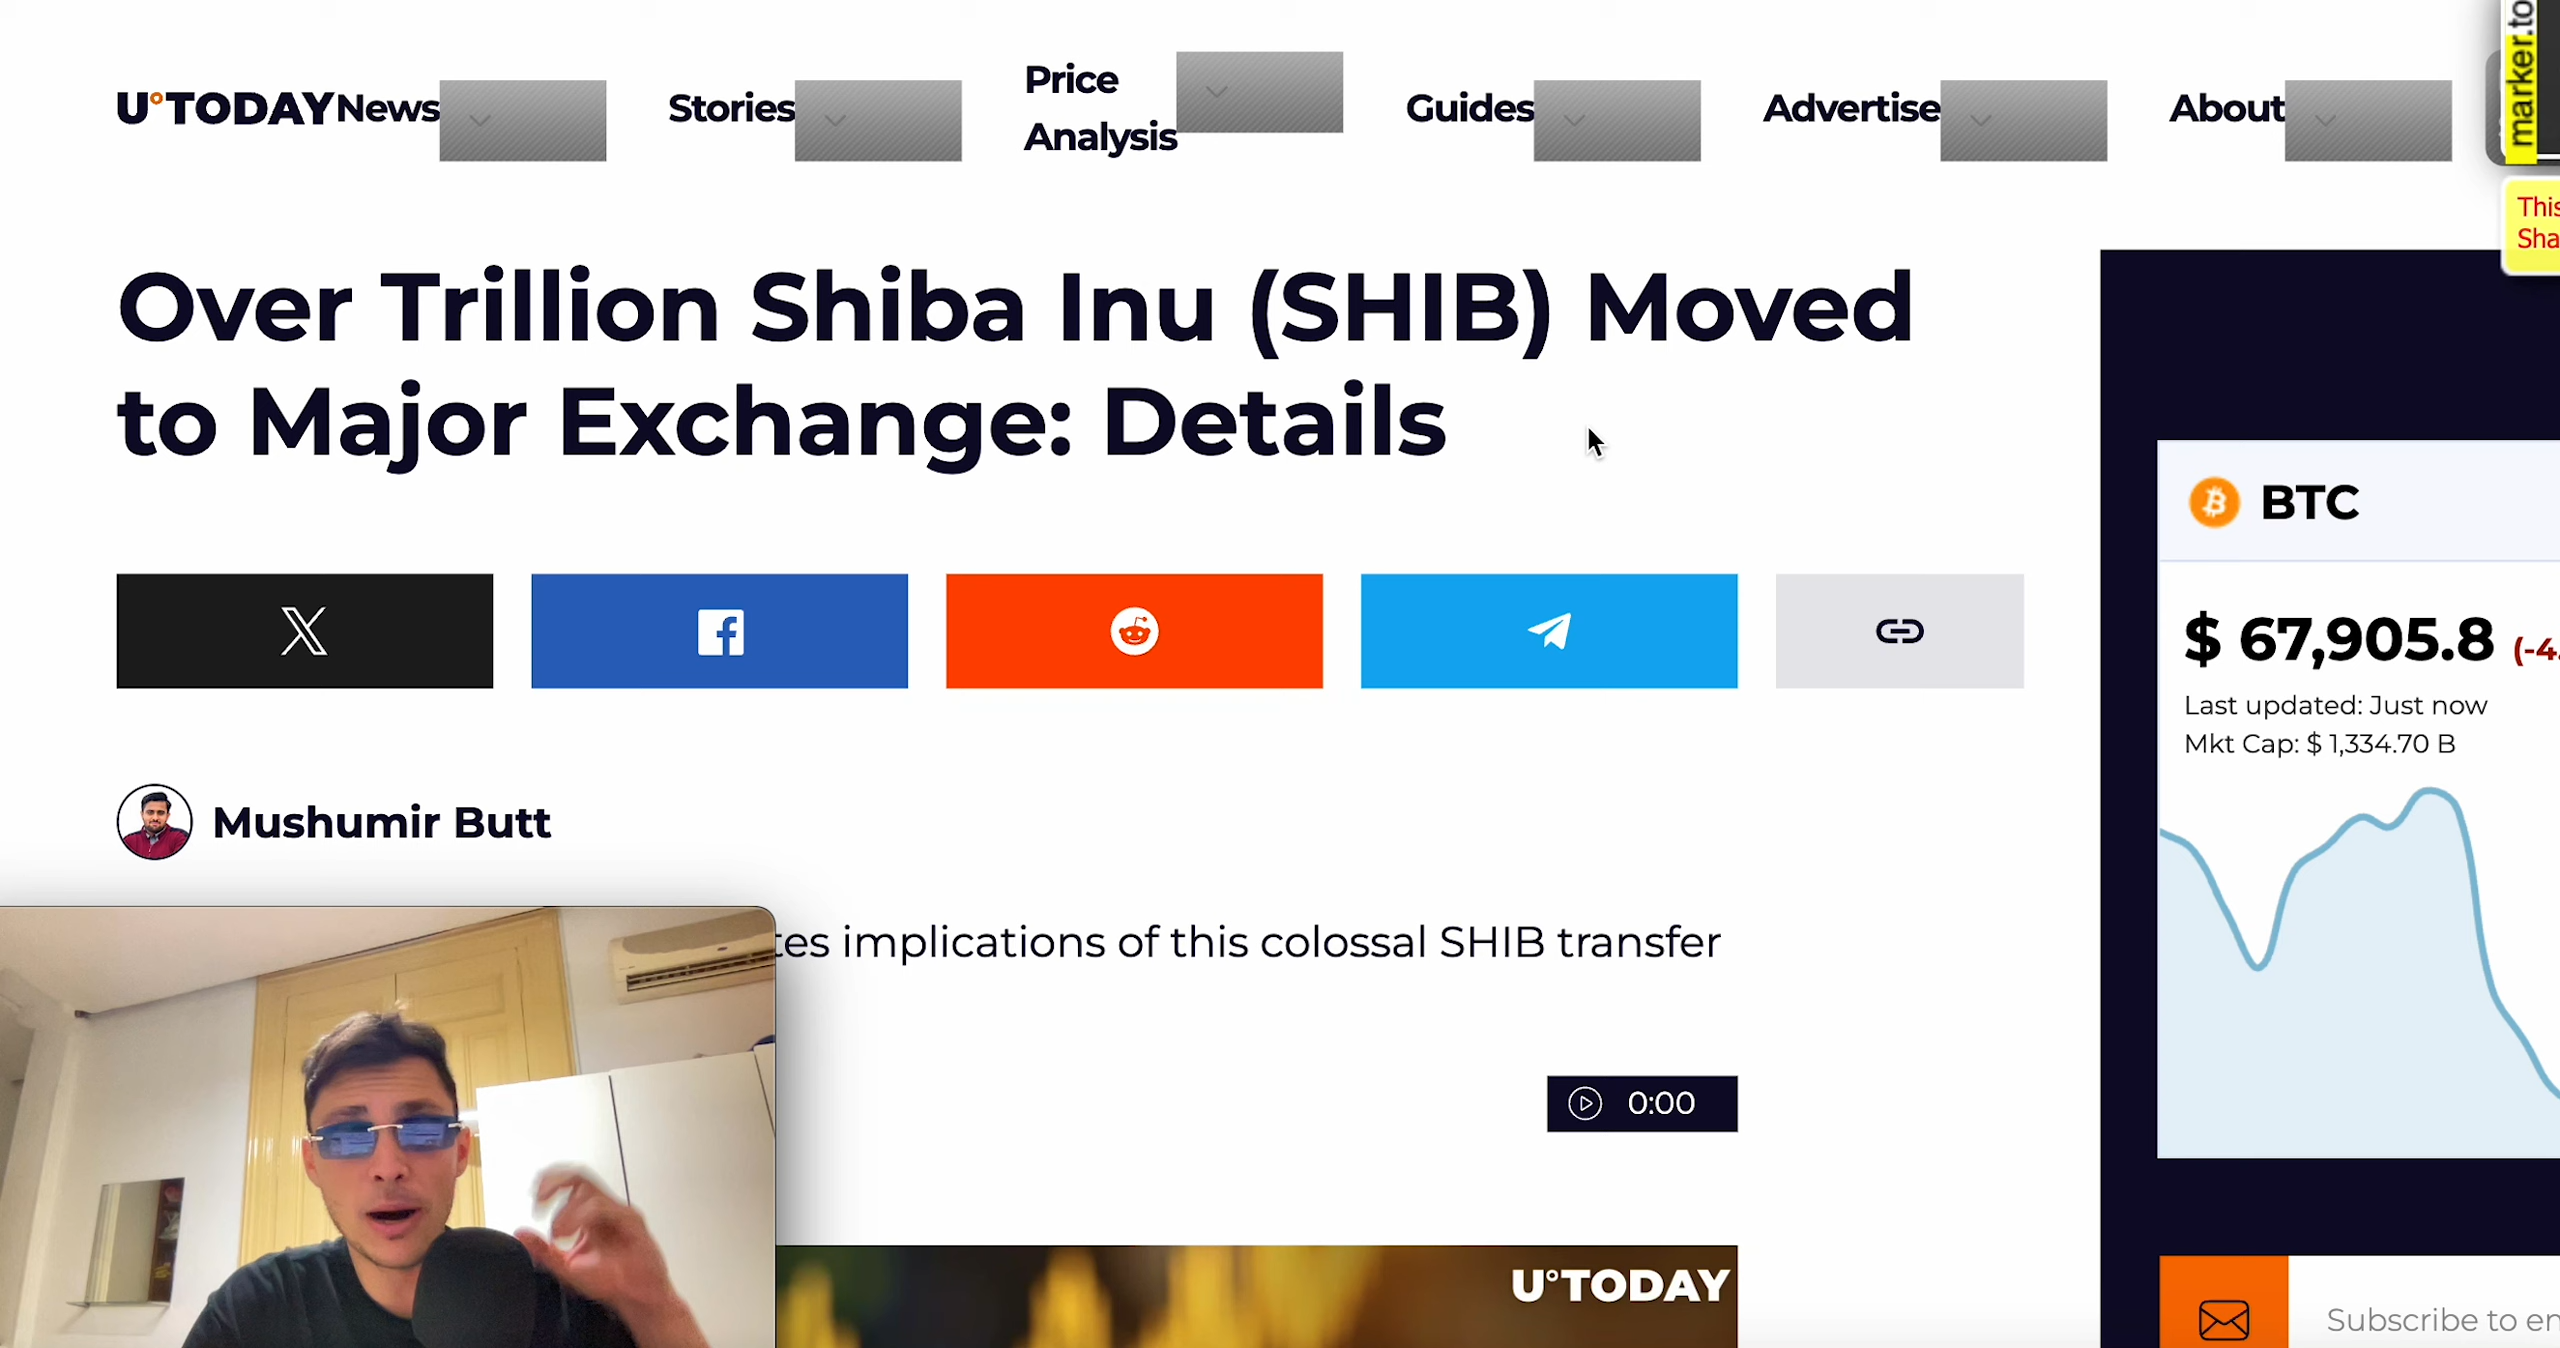 marker.to
U°TODAY News Stories Price Analysis Guides Advertise About
This
Sha
Over Trillion Shiba Inu (SHIB) Moved
to Major Exchange: Details
BTC
$ 67,905.8 (-4.
Last updated: Just now
Mkt Cap: $ 1,334.70 B
Mushumir Butt
tes implications of this colossal SHIB transfer
0:00
U°TODAY
Subscribe to en